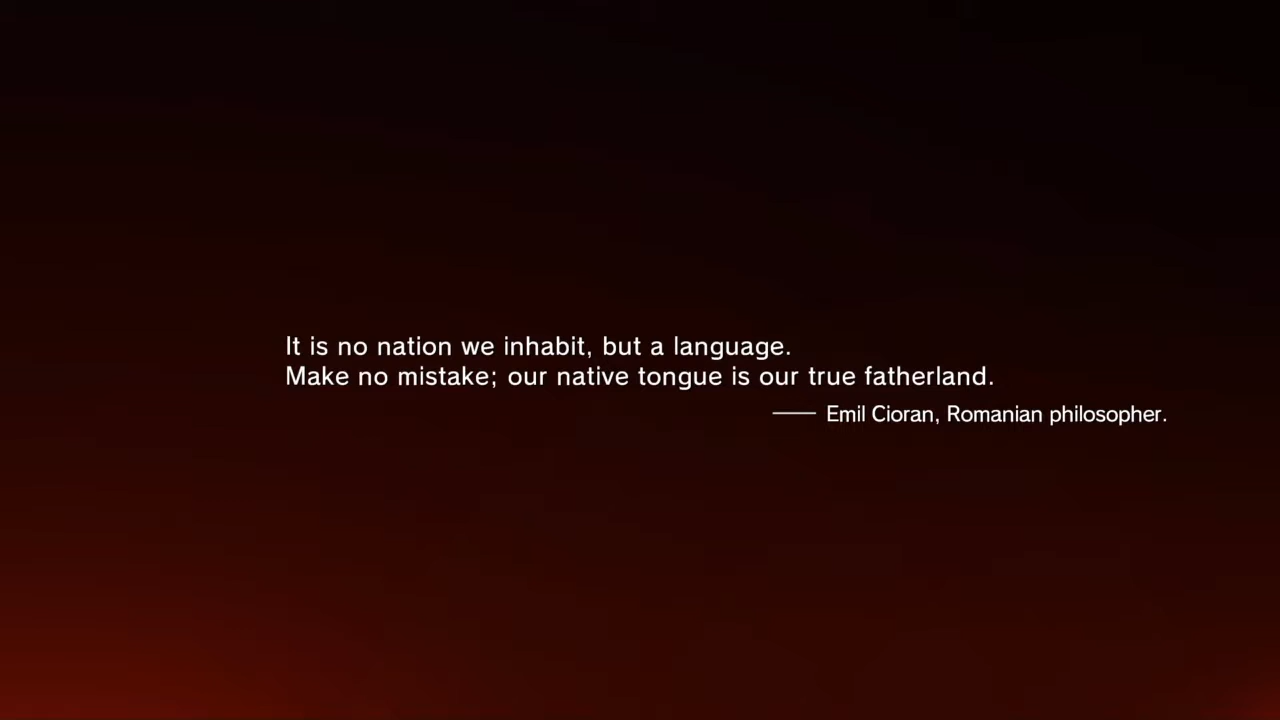 It is no nation we inhabit, but a language.
Make no mistake; our native tongue is our true fatherland.
—— Emil Cioran, Romanian philosopher.